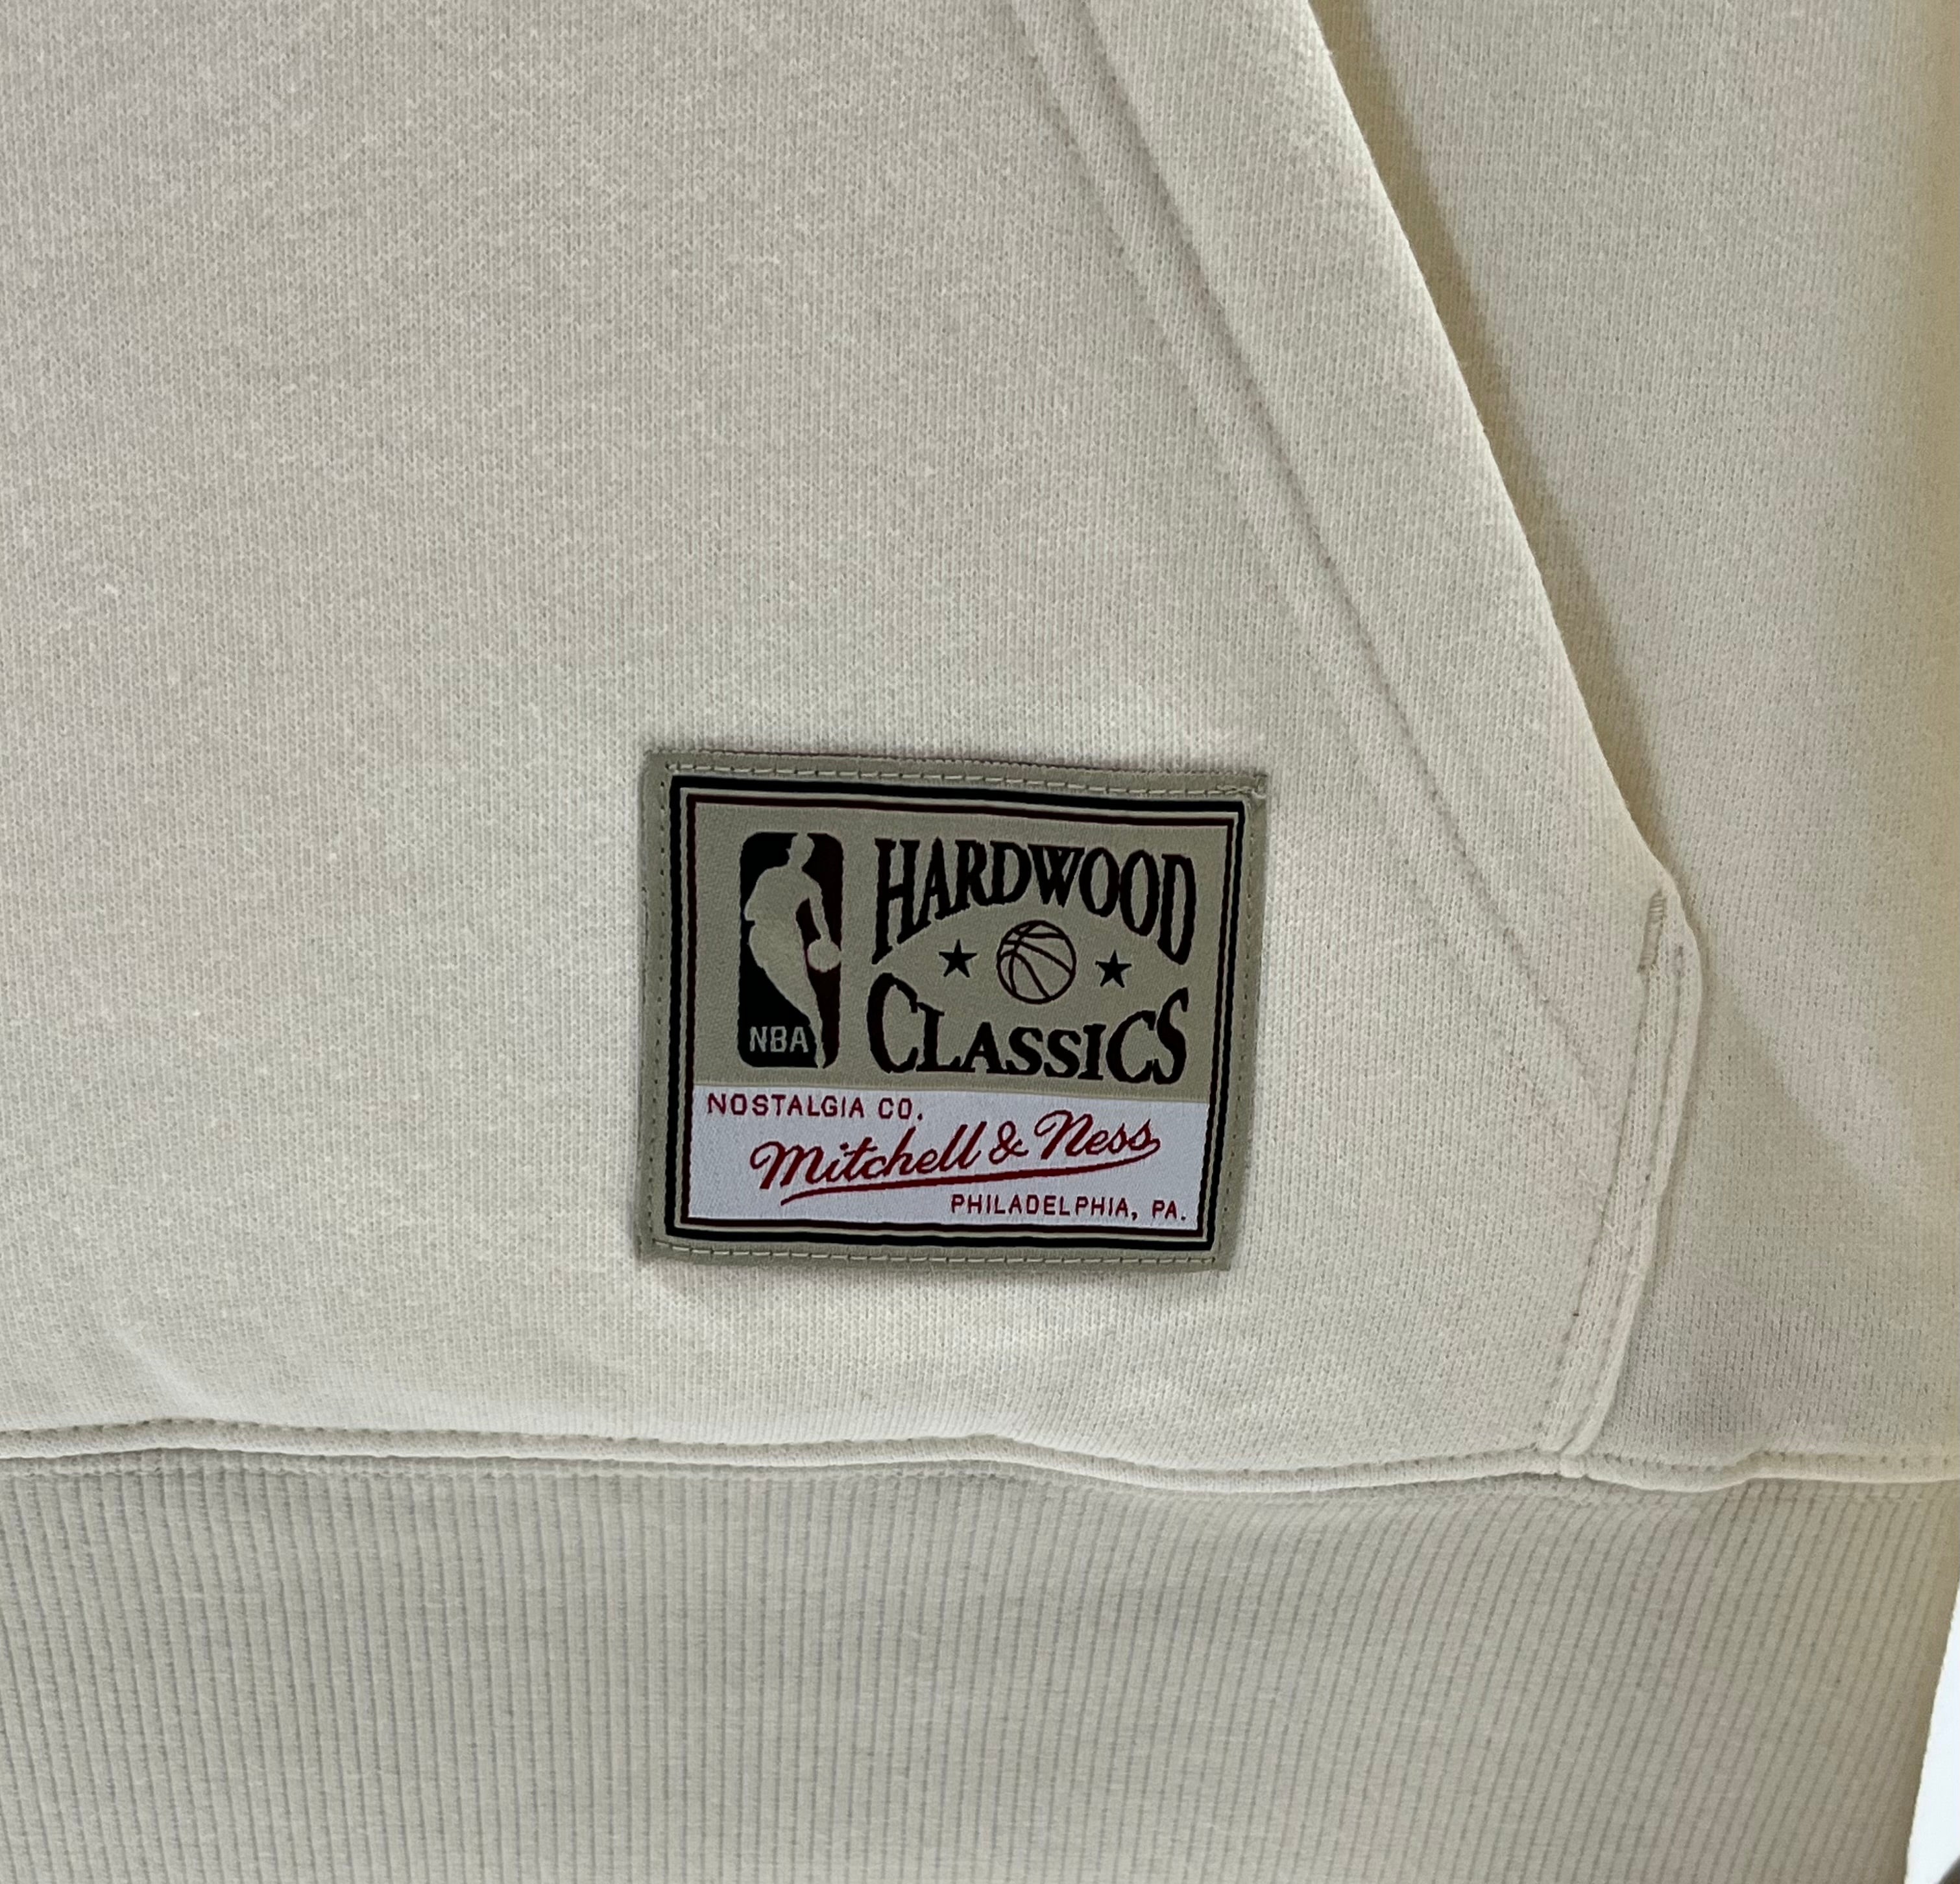 NBA
HARDWOOD
CLASSICS
NOSTALGIA CO.
Mitchell & Ness
PHILADELPHIA, PA.